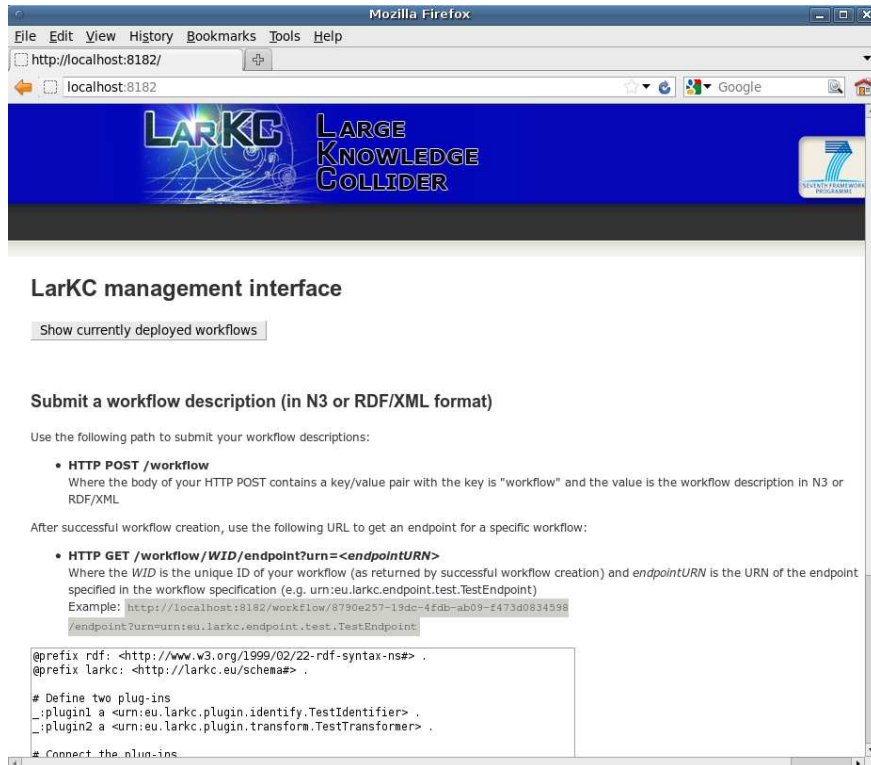 Mozilla Firefox
File Edit View History Bookmarks Tools Help
http://localhost:8182/
localhost:8182
Google
LARKC
LARGE
KNOWLEDGE
COLLIDER
SEVENTH FRAMEWORK
PROGRAMME
LarKC management interface
Show currently deployed workflows
Submit a workflow description (in N3 or RDF/XML format)
Use the following path to submit your workflow descriptions:
• HTTP POST /workflow
Where the body of your HTTP POST contains a key/value pair with the key is "workflow" and the value is the workflow description in N3 or
RDF/XML
After successful workflow creation, use the following URL to get an endpoint for a specific workflow:
• HTTP GET /workflow/WID/endpoint?urn=<endpointURN>
Where the WID is the unique ID of your workflow (as returned by successful workflow creation) and endpointURN is the URN of the endpoint
specified in the workflow specification (e.g. urn:eu.larkc.endpoint.test.TestEndpoint)
Example: http://localhost:8182/workflow/8790e257-19dc-4fdb-ab09-f473d0834598
/endpoint?urn=urn:eu.larkc.endpoint.test.TestEndpoint
@prefix rdf: <http://www.w3.org/1999/02/22-rdf-syntax-ns#> .
@prefix larkc: <http://larkc.eu/schema#> .
# Define two plug-ins
_:plugin1 a <urn:eu.larkc.plugin.identify.TestIdentifier> .
_:plugin2 a <urn:eu.larkc.plugin.transform.TestTransformer> .
# Connect the plug-ins